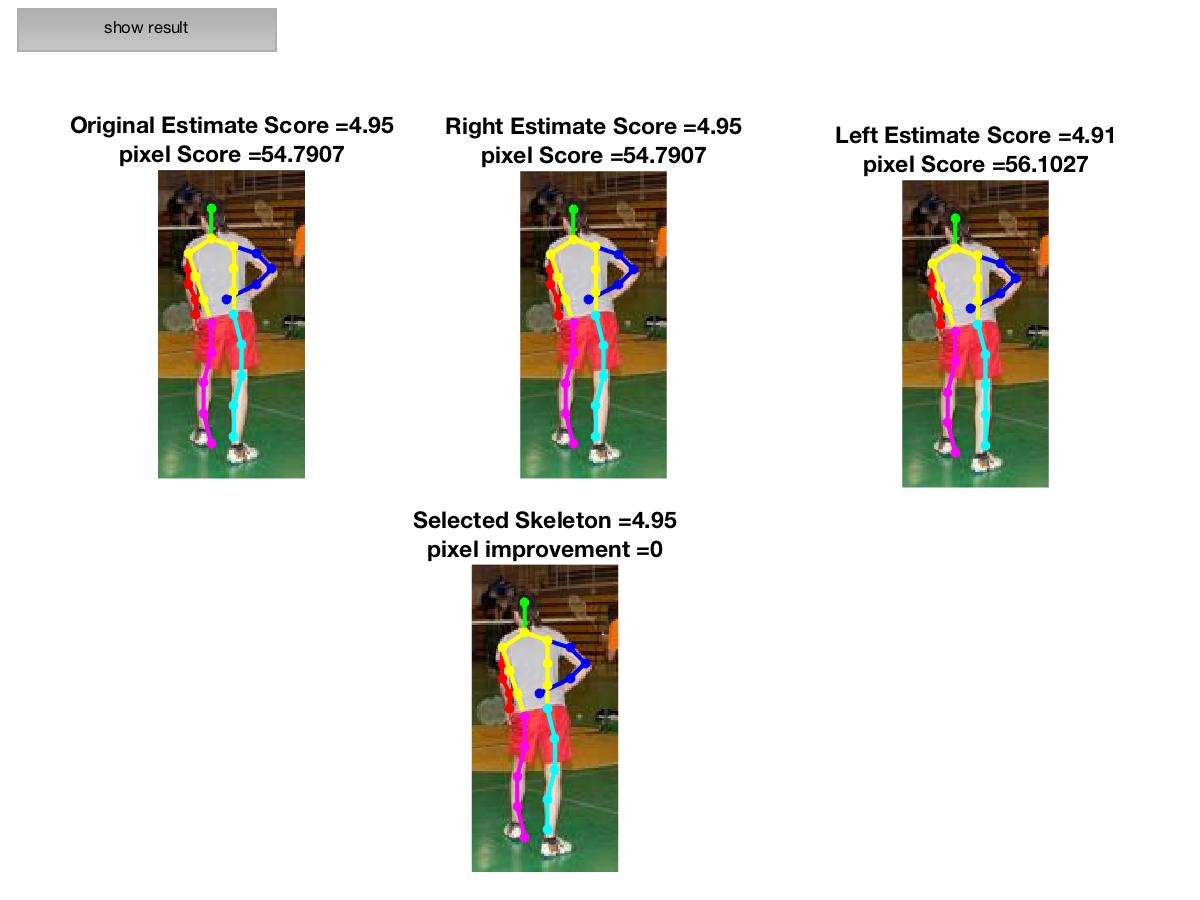 show result
Original Estimate Score =4.95
pixel Score =54.7907
Right Estimate Score =4.95
pixel Score =54.7907
Left Estimate Score =4.91
pixel Score =56.1027
Selected Skeleton =4.95
pixel improvement =0